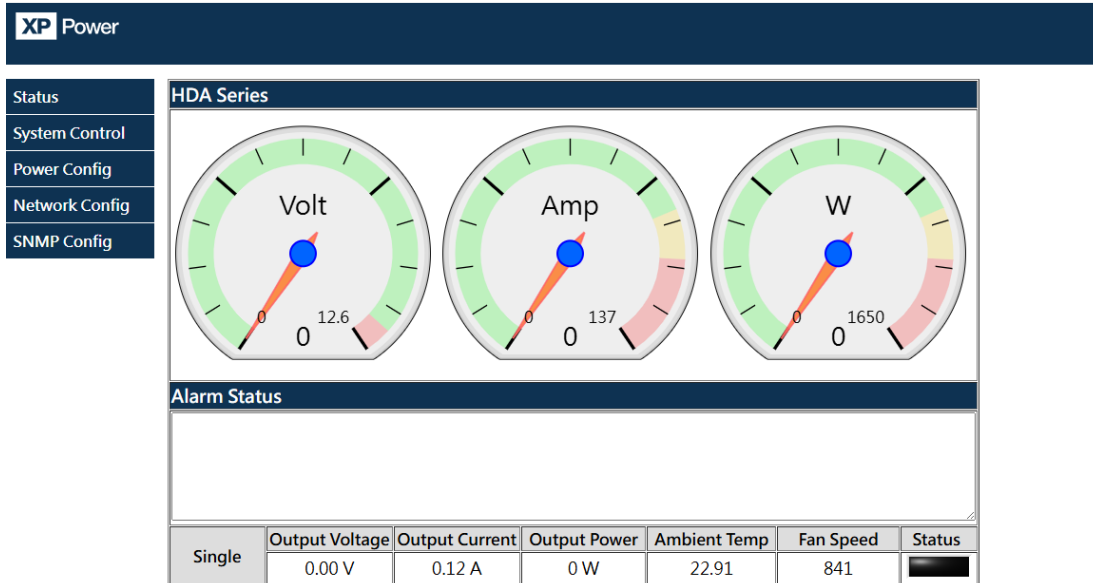 XP Power
Status
System Control
Power Config
Network Config
SNMP Config
HDA Series
Volt
0 12.6
0
Amp
0 137
0
W
0 1650
0
Alarm Status
Single
Output Voltage Output Current Output Power Ambient Temp Fan Speed Status
0.00 V 0.12 A 0 W 22.91 841